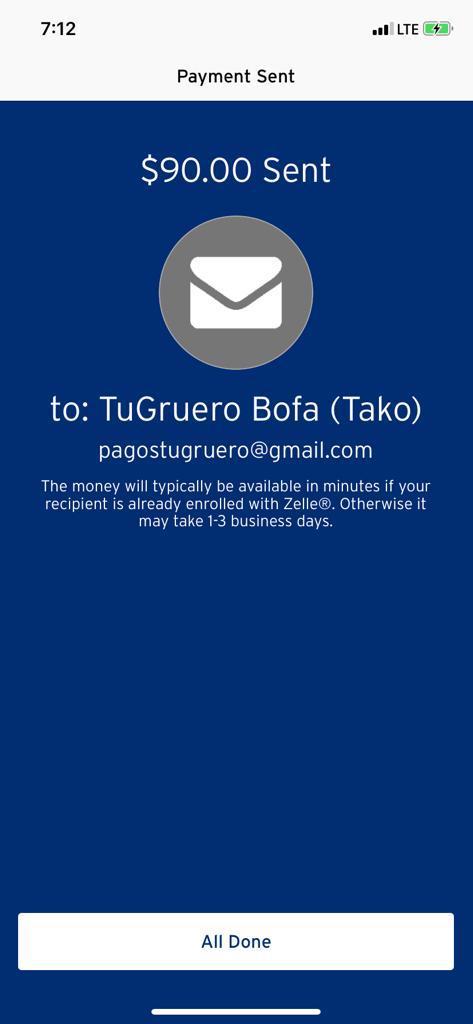 7:12
LTE
Payment Sent
$90.00 Sent
to: TuGruero Bofa (Tako)
pagostugruero@gmail.com
The money will typically be available in minutes if your
recipient is already enrolled with Zelle®. Otherwise it
may take 1-3 business days.
All Done